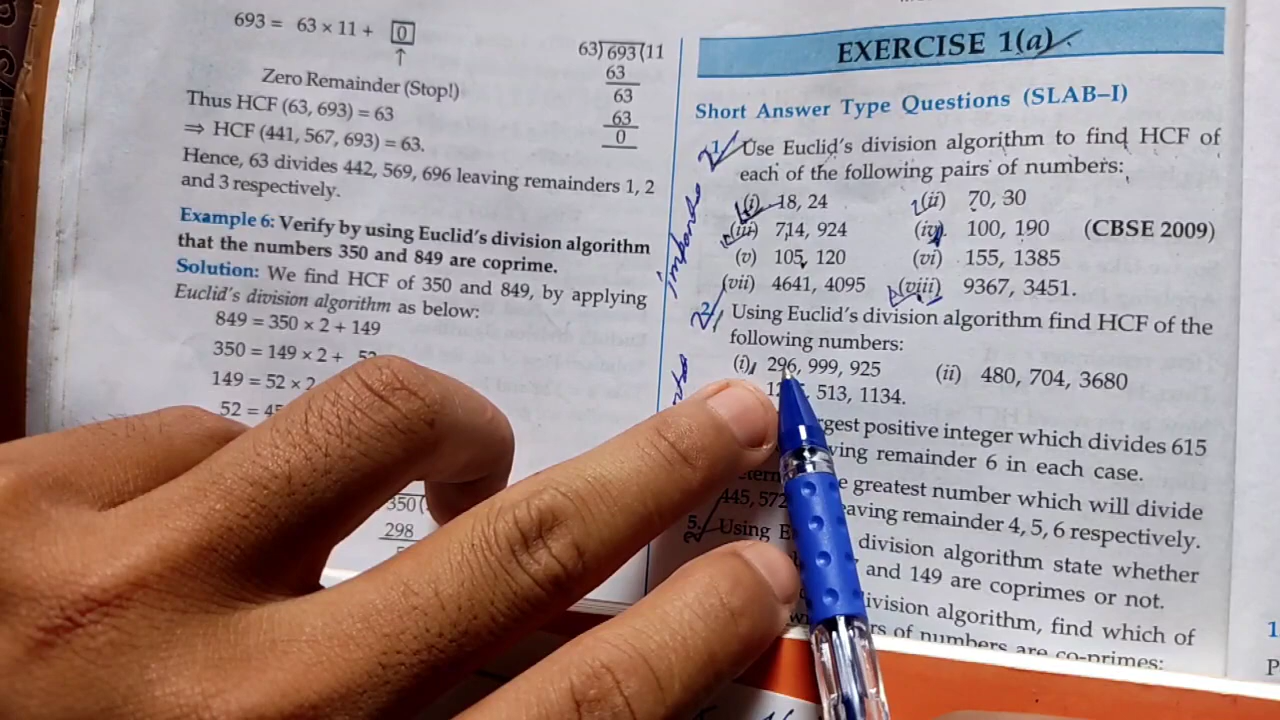 693 = 63 × 11 + 0
↑
Zero Remainder (Stop!)
63)693(11
63
63
63
0
Thus HCF (63, 693) = 63
⇒ HCF (441, 567, 693) = 63.
Hence, 63 divides 442, 569, 696 leaving remainders 1, 2
and 3 respectively.
Example 6: Verify by using Euclid's division algorithm
that the numbers 350 and 849 are coprime.
Solution: We find HCF of 350 and 849, by applying
Euclid's division algorithm as below:
849 = 350 × 2 + 149
350 = 149 × 2 +
149 = 52 × 2
52 =
350(
298
EXERCISE 1(a)
Short Answer Type Questions (SLAB–I)
1. Use Euclid's division algorithm to find HCF of
each of the following pairs of numbers:
(i) 18, 24 (ii) 70, 30
(iii) 714, 924 (iv) 100, 190 (CBSE 2009)
(v) 105, 120 (vi) 155, 1385
(vii) 4641, 4095 (viii) 9367, 3451.
2. Using Euclid's division algorithm find HCF of the
following numbers:
(i) 296, 999, 925 (ii) 480, 704, 3680
513, 1134.
positive integer which divides 615
remainder 6 in each case.
greatest number which will divide
445, 572 leaving remainder 4, 5, 6 respectively.
5. Using division algorithm state whether
and 149 are coprimes or not.
division algorithm, find which of
of numbers are co-primes: